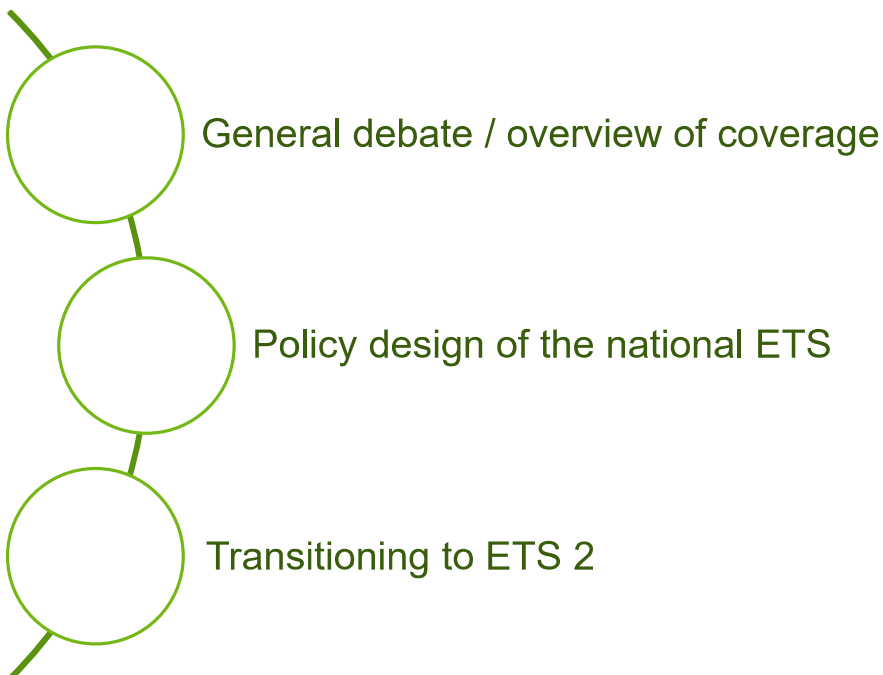 General debate / overview of coverage
Policy design of the national ETS
Transitioning to ETS 2